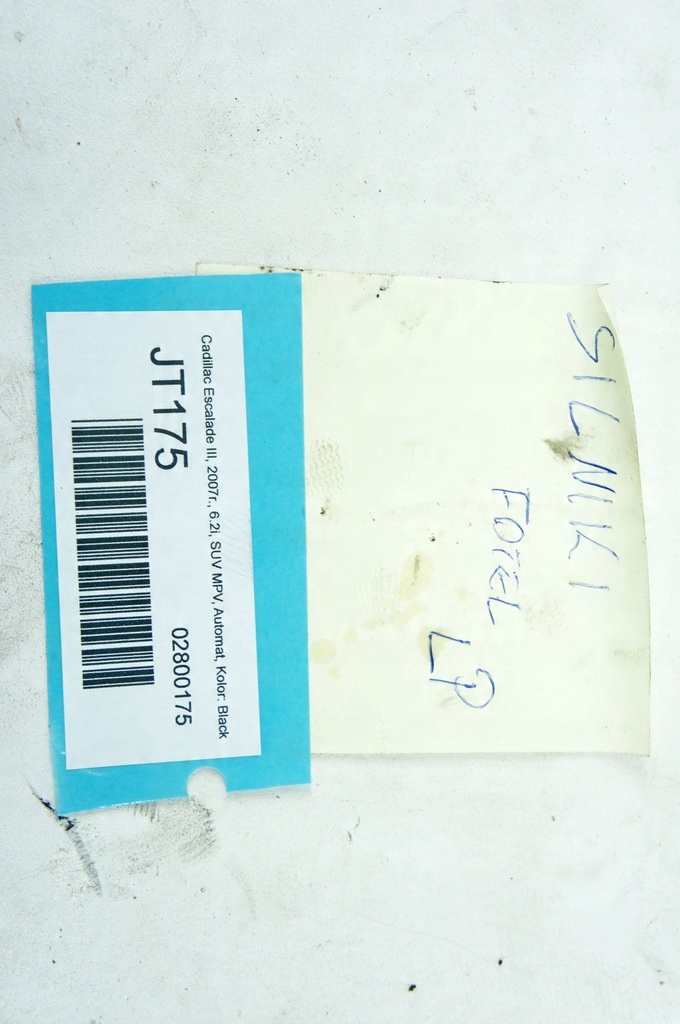 SILNIKI
FOTEL
LP
Cadillac Escalade III, 2007r., 6.2i, SUV MPV, Automat, Kolor: Black
JT175
02800175